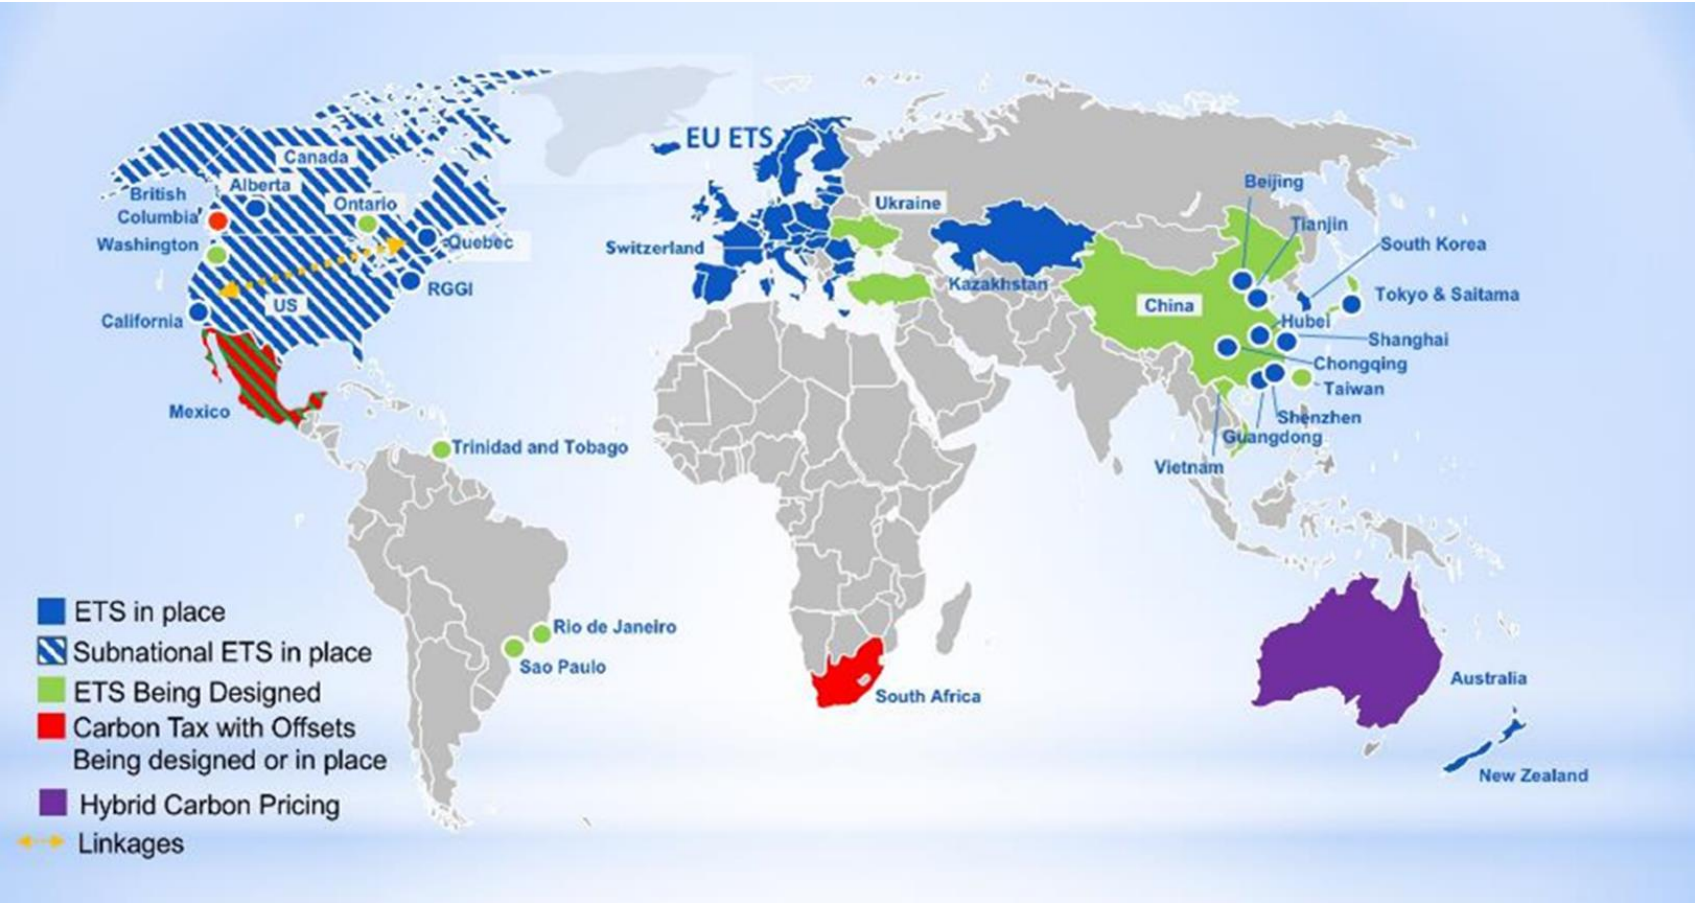 EU ETS
Canada
British
Columbia
Alberta
Ontario
Washington
Quebec
US
RGGI
California
Mexico
Trinidad and Tobago
Rio de Janeiro
Sao Paulo
Switzerland
Ukraine
Kazakhstan
South Africa
Beijing
Tianjin
South Korea
China
Tokyo & Saitama
Hubei
Shanghai
Chongqing
Taiwan
Shenzhen
Guangdong
Vietnam
Australia
New Zealand
ETS in place
Subnational ETS in place
ETS Being Designed
Carbon Tax with Offsets
Being designed or in place
Hybrid Carbon Pricing
Linkages